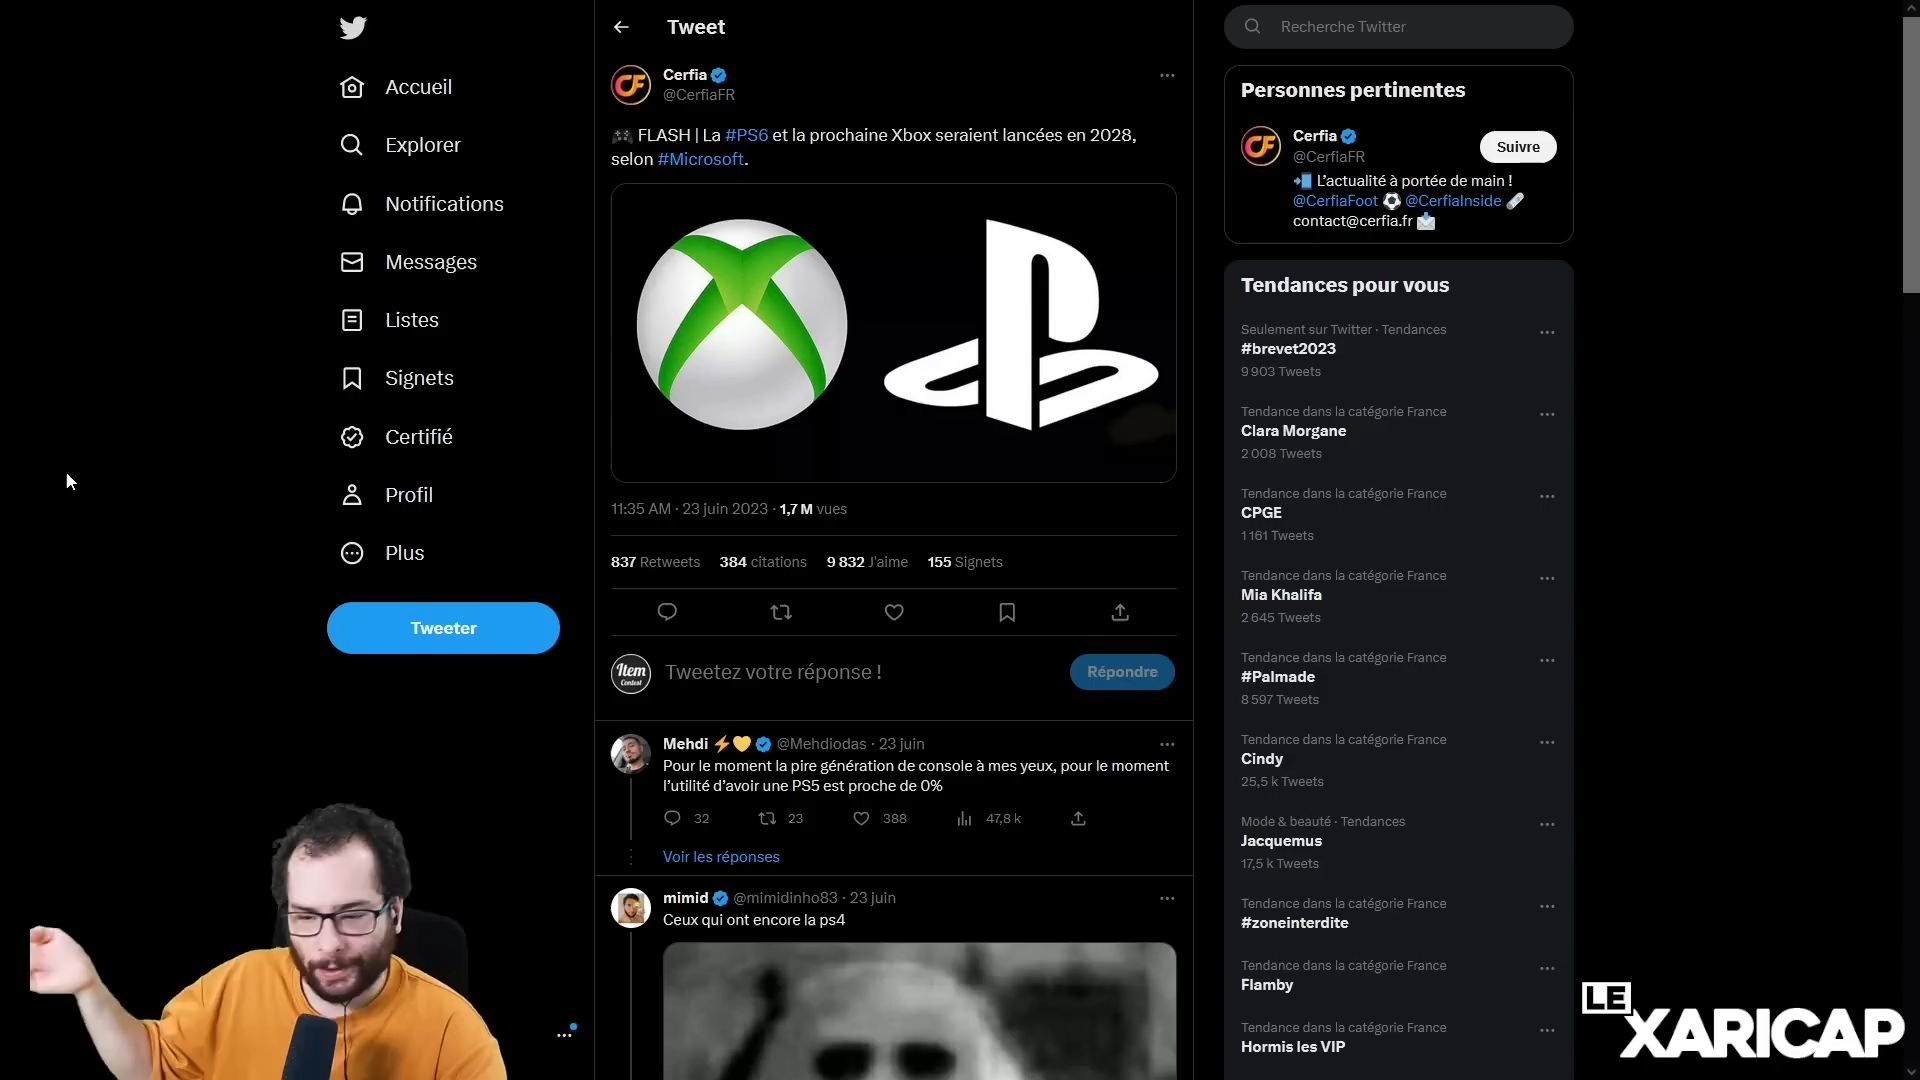 Accueil
Explorer
Notifications
Messages
Listes
Signets
Certifié
Profil
Plus
Tweeter
Tweet
Cerfia
@CerfiaFR
FLASH | La #PS6 et la prochaine Xbox seraient lancées en 2028,
selon #Microsoft.
11:35 AM · 23 juin 2023 · 1,7 M vues
837 Retweets 384 citations 9 832 J'aime 155 Signets
Item
Contest
Tweetez votre réponse !
Répondre
Mehdi @Mehdiodas · 23 juin
Pour le moment la pire génération de console à mes yeux, pour le moment
l’utilité d’avoir une PS5 est proche de 0%
32 23 388 47,8 k
Voir les réponses
mimid @mimidinho83 · 23 juin
Ceux qui ont encore la ps4
Recherche Twitter
Personnes pertinentes
Cerfia
@CerfiaFR
Suivre
L’actualité à portée de main !
@CerfiaFoot @CerfiaInside
contact@cerfia.fr
Tendances pour vous
Seulement sur Twitter · Tendances
#brevet2023
9 903 Tweets
Tendance dans la catégorie France
Clara Morgane
2 008 Tweets
Tendance dans la catégorie France
CPGE
1 161 Tweets
Tendance dans la catégorie France
Mia Khalifa
2 645 Tweets
Tendance dans la catégorie France
#Palmade
8 597 Tweets
Tendance dans la catégorie France
Cindy
25,5 k Tweets
Mode & beauté · Tendances
Jacquemus
17,5 k Tweets
Tendance dans la catégorie France
#zoneinterdite
Tendance dans la catégorie France
Flamby
Tendance dans la catégorie France
Hormis les VIP
LE
XARICAP